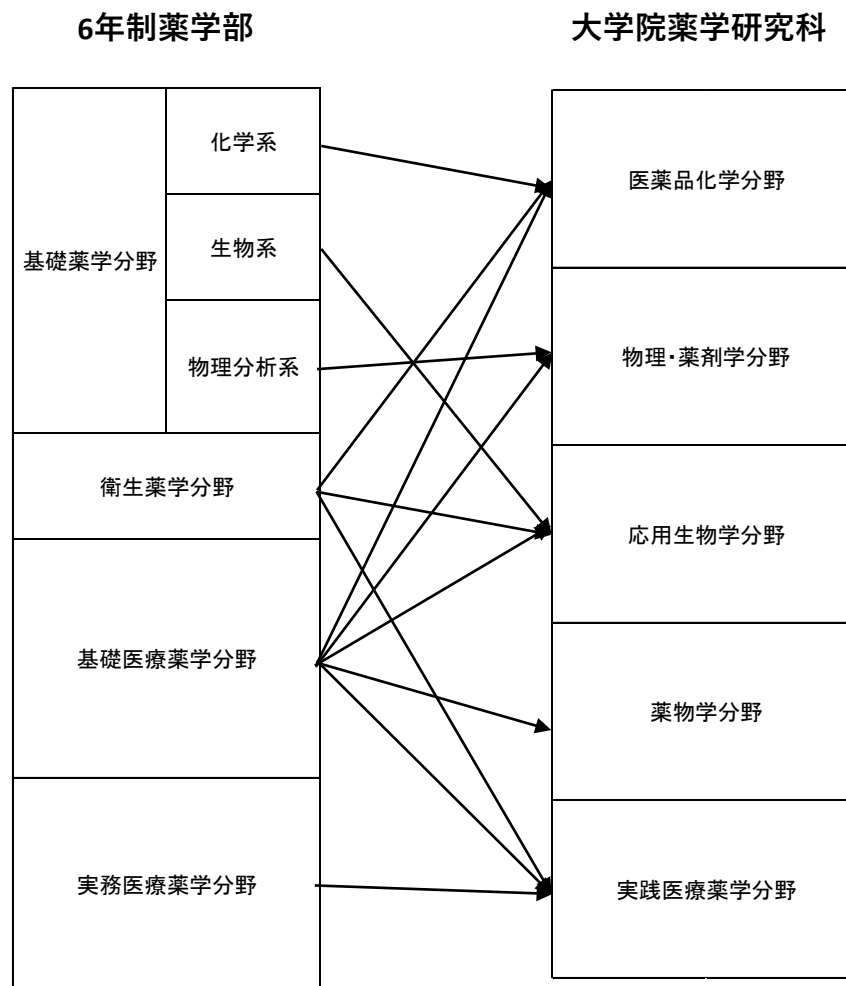 6年制薬学部
大学院薬学研究科
基礎薬学分野
化学系
生物系
物理分析系
衛生薬学分野
基礎医療薬学分野
実務医療薬学分野
医薬品化学分野
物理・薬剤学分野
応用生物学分野
薬物学分野
実践医療薬学分野